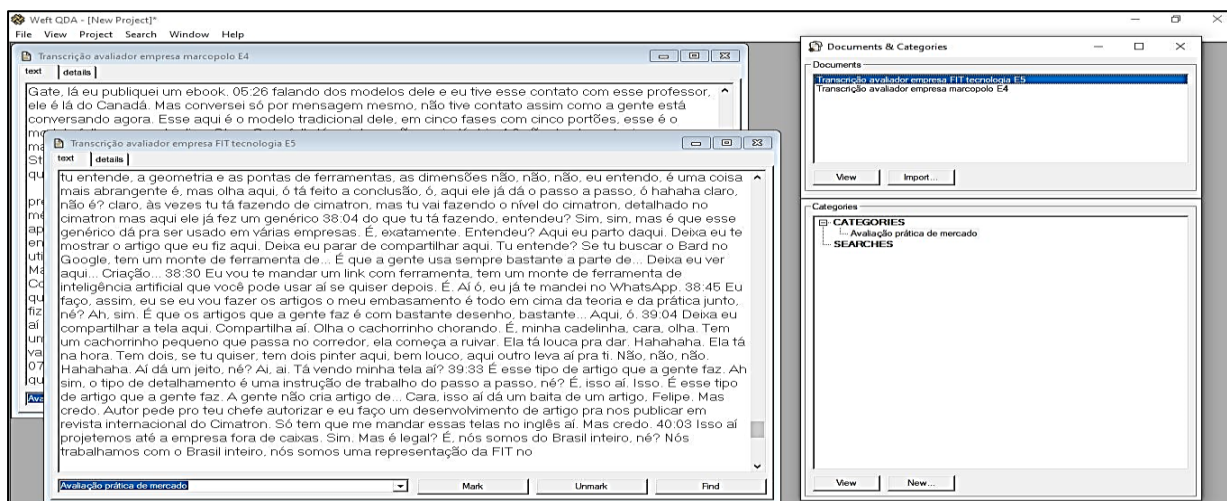 Weft QDA - [New Project]*
File View Project Search Window Help
Transcrição avaliador empresa marcopolo E4
text details
Gate, lá eu publiquei um ebook. 05:26 falando dos modelos dele e eu tive esse contato com esse professor,
ele é lá do Canadá. Mas conversei só por mensagem mesmo, não tive contato assim como a gente está
conversando agora. Esse aqui é o modelo tradicional dele, em cinco fases com cinco portões, esse é o
Transcrição avaliador empresa FIT tecnologia E5
text details
tu entende, a geometria e as pontas de ferramentas, as dimensões não, não, não, eu entendo, é uma coisa
mais abrangente é, mas olha aqui, ó tá feito a conclusão, ó, aqui ele já dá o passo a passo, ó hahaha claro,
não é? claro, às vezes tu tá fazendo de cimatron, mas tu vai fazendo o nível do cimatron, detalhado no
cimatron mas aqui ele já fez um genérico 38:04 do que tu tá fazendo, entendeu? Sim, sim, mas é que esse
genérico dá pra ser usado em várias empresas. É, exatamente. Entendeu? Aqui eu parto daqui. Deixa eu te
mostrar o artigo que eu fiz aqui. Deixa eu parar de compartilhar aqui. Tu entende? Se tu buscar o Bard no
Google, tem um monte de ferramenta de... É que a gente usa sempre bastante a parte de... Deixa eu ver
aqui... Criação... 38:30 Eu vou te mandar um link com ferramenta, tem um monte de ferramenta de
inteligência artificial que você pode usar aí se quiser depois. É. Aí ó, eu já te mandei no WhatsApp. 38:45 Eu
faço, assim, eu se eu vou fazer os artigos o meu embasamento é todo em cima da teoria e da prática junto,
né? Ah, sim. É que os artigos que a gente faz é com bastante desenho, bastante... Aqui, ó. 39:04 Deixa eu
compartilhar a tela aqui. Compartilha aí. Olha o cachorrinho chorando. É, minha cadelinha, cara, olha. Tem
um cachorrinho pequeno que passa no corredor, ela começa a ruivar. Ela tá louca pra dar. Hahahaha. Ela tá
na hora. Tem dois, se tu quiser, tem dois pinter aqui, bem louco, aqui outro leva aí pra ti. Não, não, não.
Hahahaha. Aí dá um jeito, né? Ai, ai. Tá vendo minha tela aí? 39:33 É esse tipo de artigo que a gente faz. Ah
sim, o tipo de detalhamento é uma instrução de trabalho do passo a passo, né? É, isso aí. Isso. É esse tipo
de artigo que a gente faz. A gente não cria artigo de... Cara, isso aí dá um baita de um artigo, Felipe. Mas
credo. Autor pede pro teu chefe autorizar e eu faço um desenvolvimento de artigo pra nos publicar em
revista internacional do Cimatron. Só tem que me mandar essas telas no inglês aí. Mas credo. 40:03 Isso aí
projetemos até a empresa fora de caixas. Sim. Mas é legal? É, nós somos do Brasil inteiro, né? Nós
trabalhamos com o Brasil inteiro, nós somos uma representação da FIT no
Avaliação prática de mercado Mark Unmark Find
Documents & Categories
Documents
Transcrição avaliador empresa FIT tecnologia E5
Transcrição avaliador empresa marcopolo E4
View Import...
Categories
CATEGORIES
Avaliação prática de mercado
SEARCHES
View New...